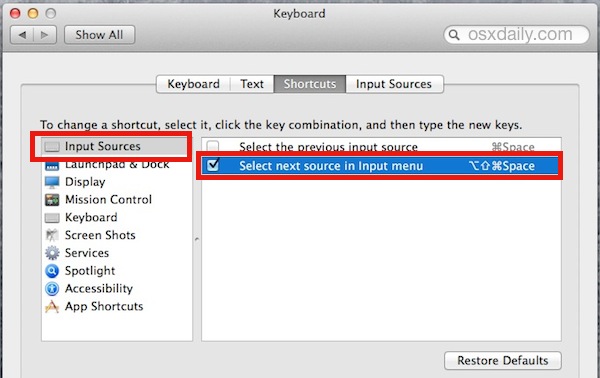 Keyboard
Show All
osxdaily.com
Keyboard Text Shortcuts Input Sources
To change a shortcut, select it, click the key combination, and then type the new keys.
Input Sources
Launchpad & Dock
Display
Mission Control
Keyboard
Screen Shots
Services
Spotlight
Accessibility
App Shortcuts
Select the previous input source ⌘Space
Select next source in Input menu ⌥⇧⌘Space
Restore Defaults